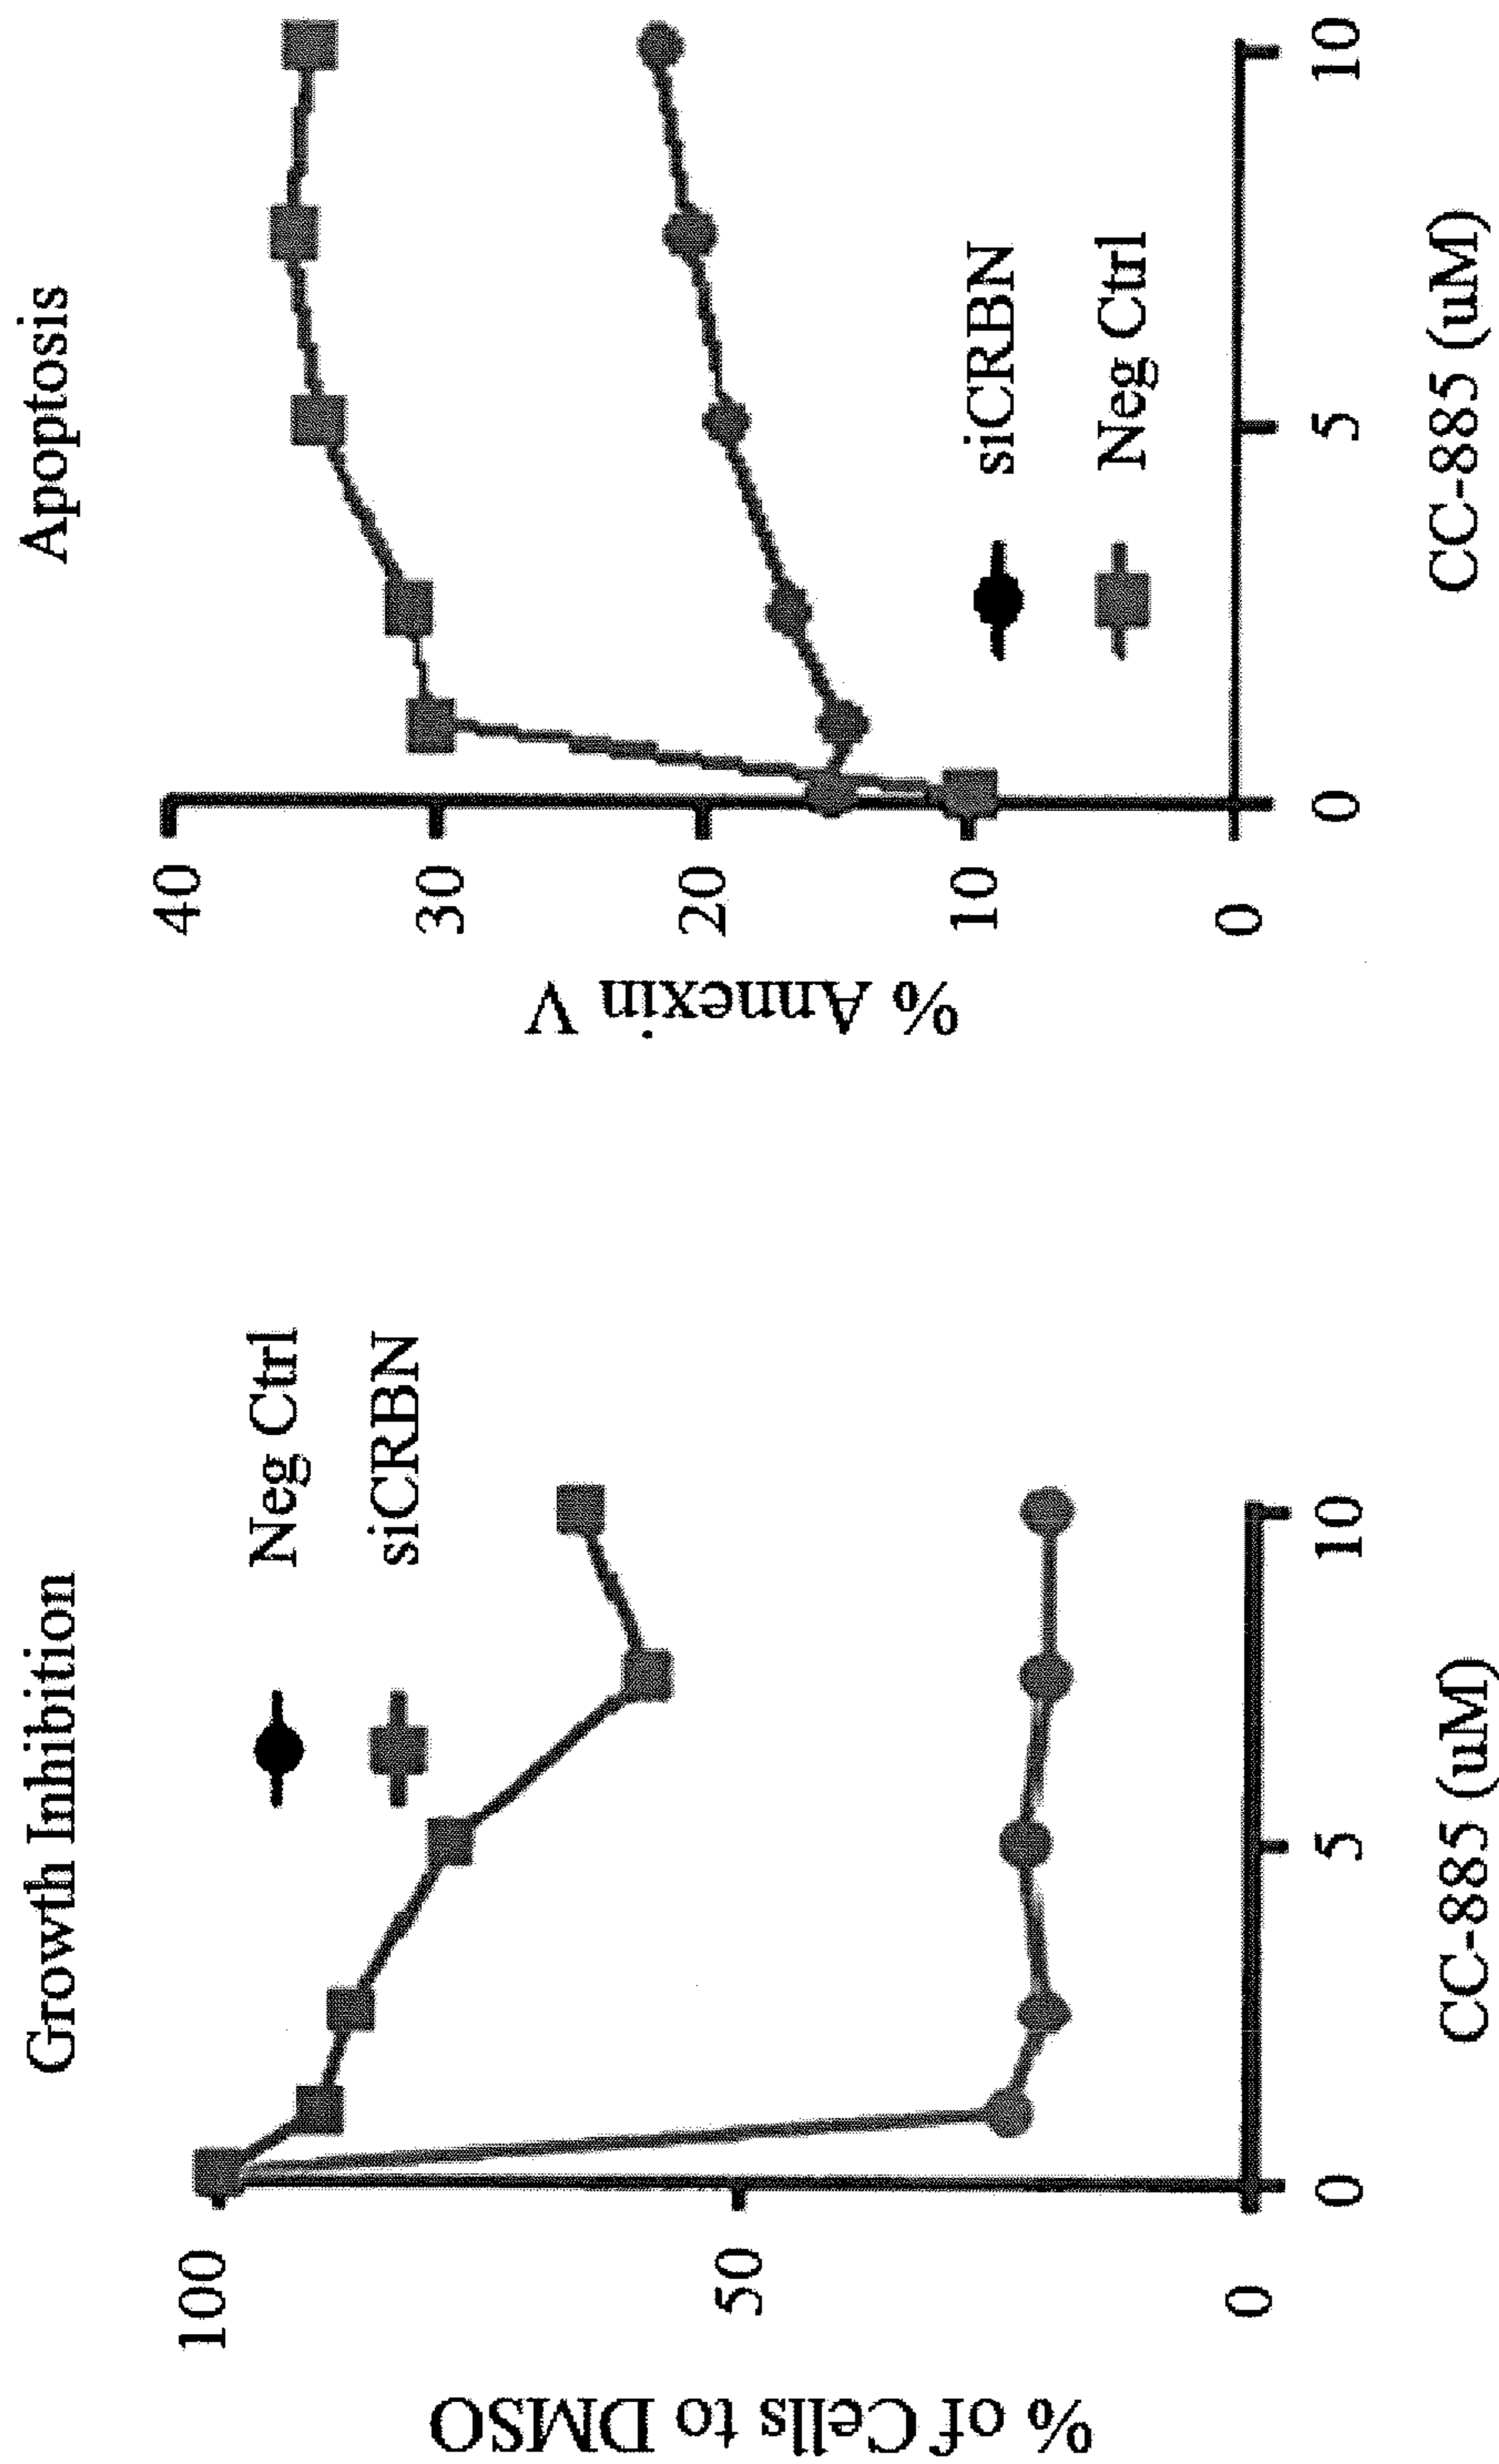 Growth Inhibition
% of Cells to DMSO
100
50
0
Neg Ctrl
siCRBN
0
5
10
CC-885 (uM)
Apoptosis
% Annexin V
40
30
20
10
0
siCRBN
Neg Ctrl
0
5
10
CC-885 (uM)